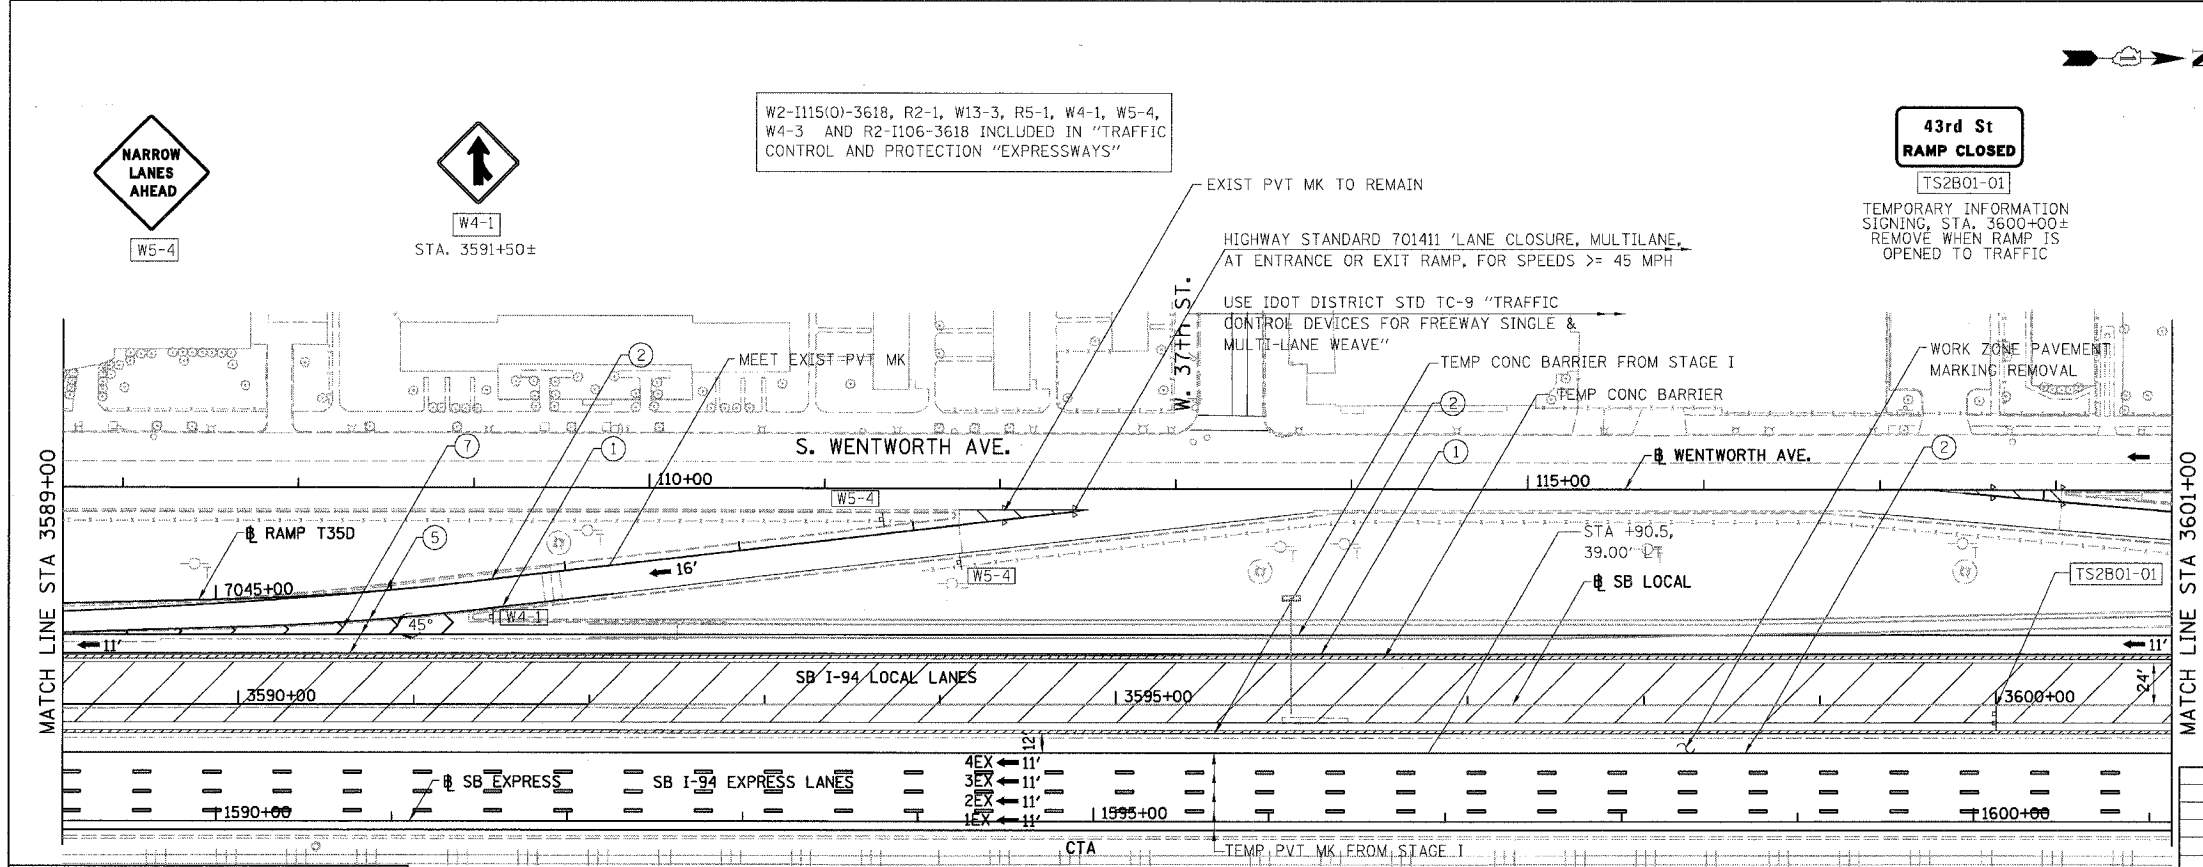 NARROW
LANES
AHEAD
W5-4
W4-1
STA. 3591+50±
W2-I115(O)-3618, R2-1, W13-3, R5-1, W4-1, W5-4,
W4-3 AND R2-I106-3618 INCLUDED IN "TRAFFIC
CONTROL AND PROTECTION "EXPRESSWAYS"
43rd St
RAMP CLOSED
TS2B01-01
TEMPORARY INFORMATION
SIGNING, STA. 3600+00±
REMOVE WHEN RAMP IS
OPENED TO TRAFFIC
EXIST PVT MK TO REMAIN
HIGHWAY STANDARD 701411 'LANE CLOSURE, MULTILANE,
AT ENTRANCE OR EXIT RAMP, FOR SPEEDS >= 45 MPH
USE IDOT DISTRICT STD TC-9 "TRAFFIC
CONTROL DEVICES FOR FREEWAY SINGLE &
MULTI-LANE WEAVE"
W. 37TH ST.
2
MEET EXIST PVT MK
TEMP CONC BARRIER FROM STAGE I
WORK ZONE PAVEMENT
MARKING REMOVAL
2
TEMP CONC BARRIER
7
1
S. WENTWORTH AVE.
1
℄ WENTWORTH AVE.
2
110+00
115+00
W5-4
℄ RAMP T35D
5
STA +90.5,
39.00' LT
16'
W5-4
7045+00
℄ SB LOCAL
TS2B01-01
W4-1
45°
11'
11'
SB I-94 LOCAL LANES
3590+00
3595+00
3600+00
24'
12'
4EX 11'
3EX 11'
2EX 11'
1EX 11'
℄ SB EXPRESS
SB I-94 EXPRESS LANES
1590+00
1595+00
1600+00
CTA
TEMP PVT MK FROM STAGE I
MATCH LINE STA 3589+00
MATCH LINE STA 3601+00